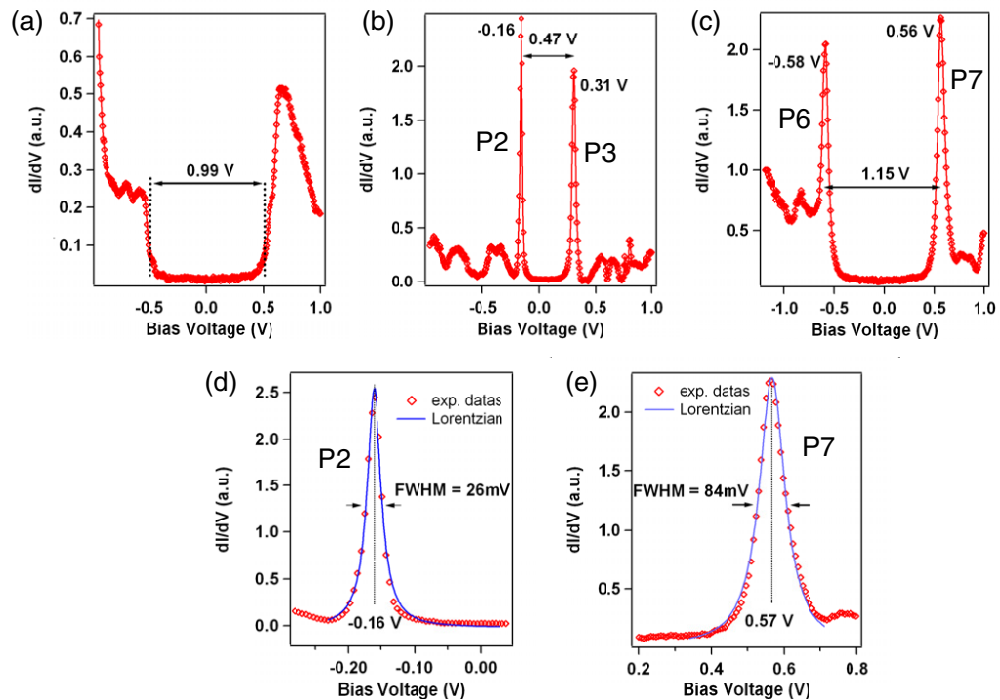 (a)
0.7
0.6
0.5
0.4
0.3
0.2
0.1
dI/dV (a.u.)
0.99 V
-0.5
0.0
0.5
1.0
Bias Voltage (V)
(b)
2.0
1.5
1.0
0.5
0.0
dI/dV (a.u.)
-0.16
0.47 V
0.31 V
P2
P3
-0.5
0.0
0.5
1.0
Bias Voltage (V)
(c)
2.0
1.5
1.0
0.5
dI/dV (a.u.)
-0.58 V
0.56 V
P6
P7
1.15 V
-1.0
-0.5
0.0
0.5
1.0
Bias Voltage (V)
(d)
2.5
2.0
1.5
1.0
0.5
0.0
dI/dV (a.u.)
exp. datas
Lorentzian
P2
FWHM = 26mV
-0.16 V
-0.20
-0.10
0.00
Bias Voltage (V)
(e)
2.0
1.5
1.0
0.5
dI/dV (a.u.)
exp. datas
Lorentzian
P7
FWHM = 84mV
0.57 V
0.2
0.4
0.6
0.8
Bias Voltage (V)